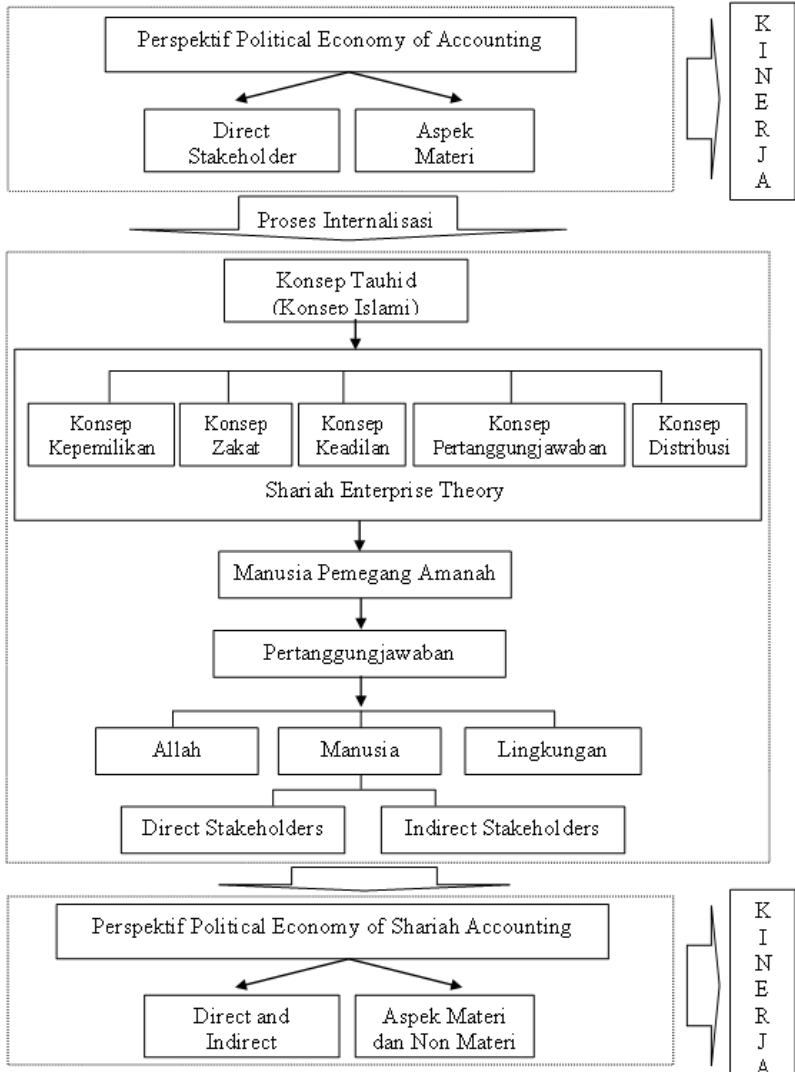 Perspektif Political Economy of Accounting
Direct
Stakeholder
Aspek
Materi
K
I
N
E
R
J
A
Proses Internalisasi
Konsep Tauhid
(Konsep Islami)
Konsep
Kepemilikan
Konsep
Zakat
Konsep
Keadilan
Konsep
Pertanggungjawaban
Konsep
Distribusi
Shariah Enterprise Theory
Manusia Pemegang Amanah
Pertanggungjawaban
Allah
Manusia
Lingkungan
Direct Stakeholders
Indirect Stakeholders
Perspektif Political Economy of Shariah Accounting
Direct and
Indirect
Aspek Materi
dan Non Materi
K
I
N
E
R
J
A